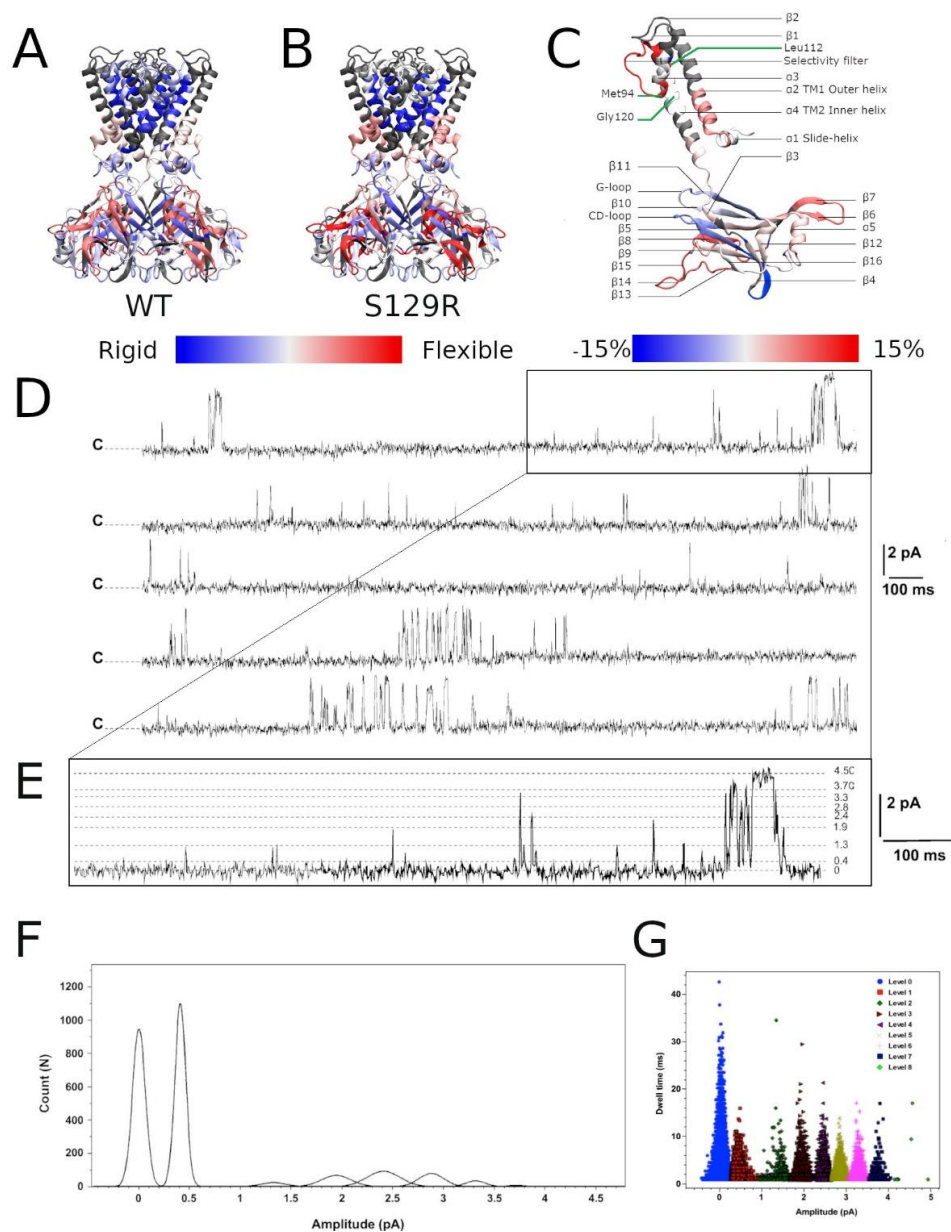 A
B
C
WT
S129R
β2
β1
Leu112
Selectivity filter
α3
α2 TM1 Outer helix
Met94
α4 TM2 Inner helix
Gly120
α1 Slide-helix
β3
β11
G-loop
β10
CD-loop
β5
β8
β9
β15
β14
β13
β7
β6
α5
β12
β16
β4
Rigid
Flexible
-15%
15%
D
C
C
C
C
C
2 pA
100 ms
E
4.5C
3.7G
3.3
2.8
2.4
1.9
1.3
0.4
0
2 pA
100 ms
F
Count (N)
1200
1000
800
600
400
200
0
0 0.5 1 1.5 2 2.5 3 3.5 4 4.5
Amplitude (pA)
G
Dwell time (ms)
40
30
20
10
0
Level 0
Level 1
Level 2
Level 3
Level 4
Level 5
Level 6
Level 7
Level 8
0 1 2 3 4 5
Amplitude (pA)